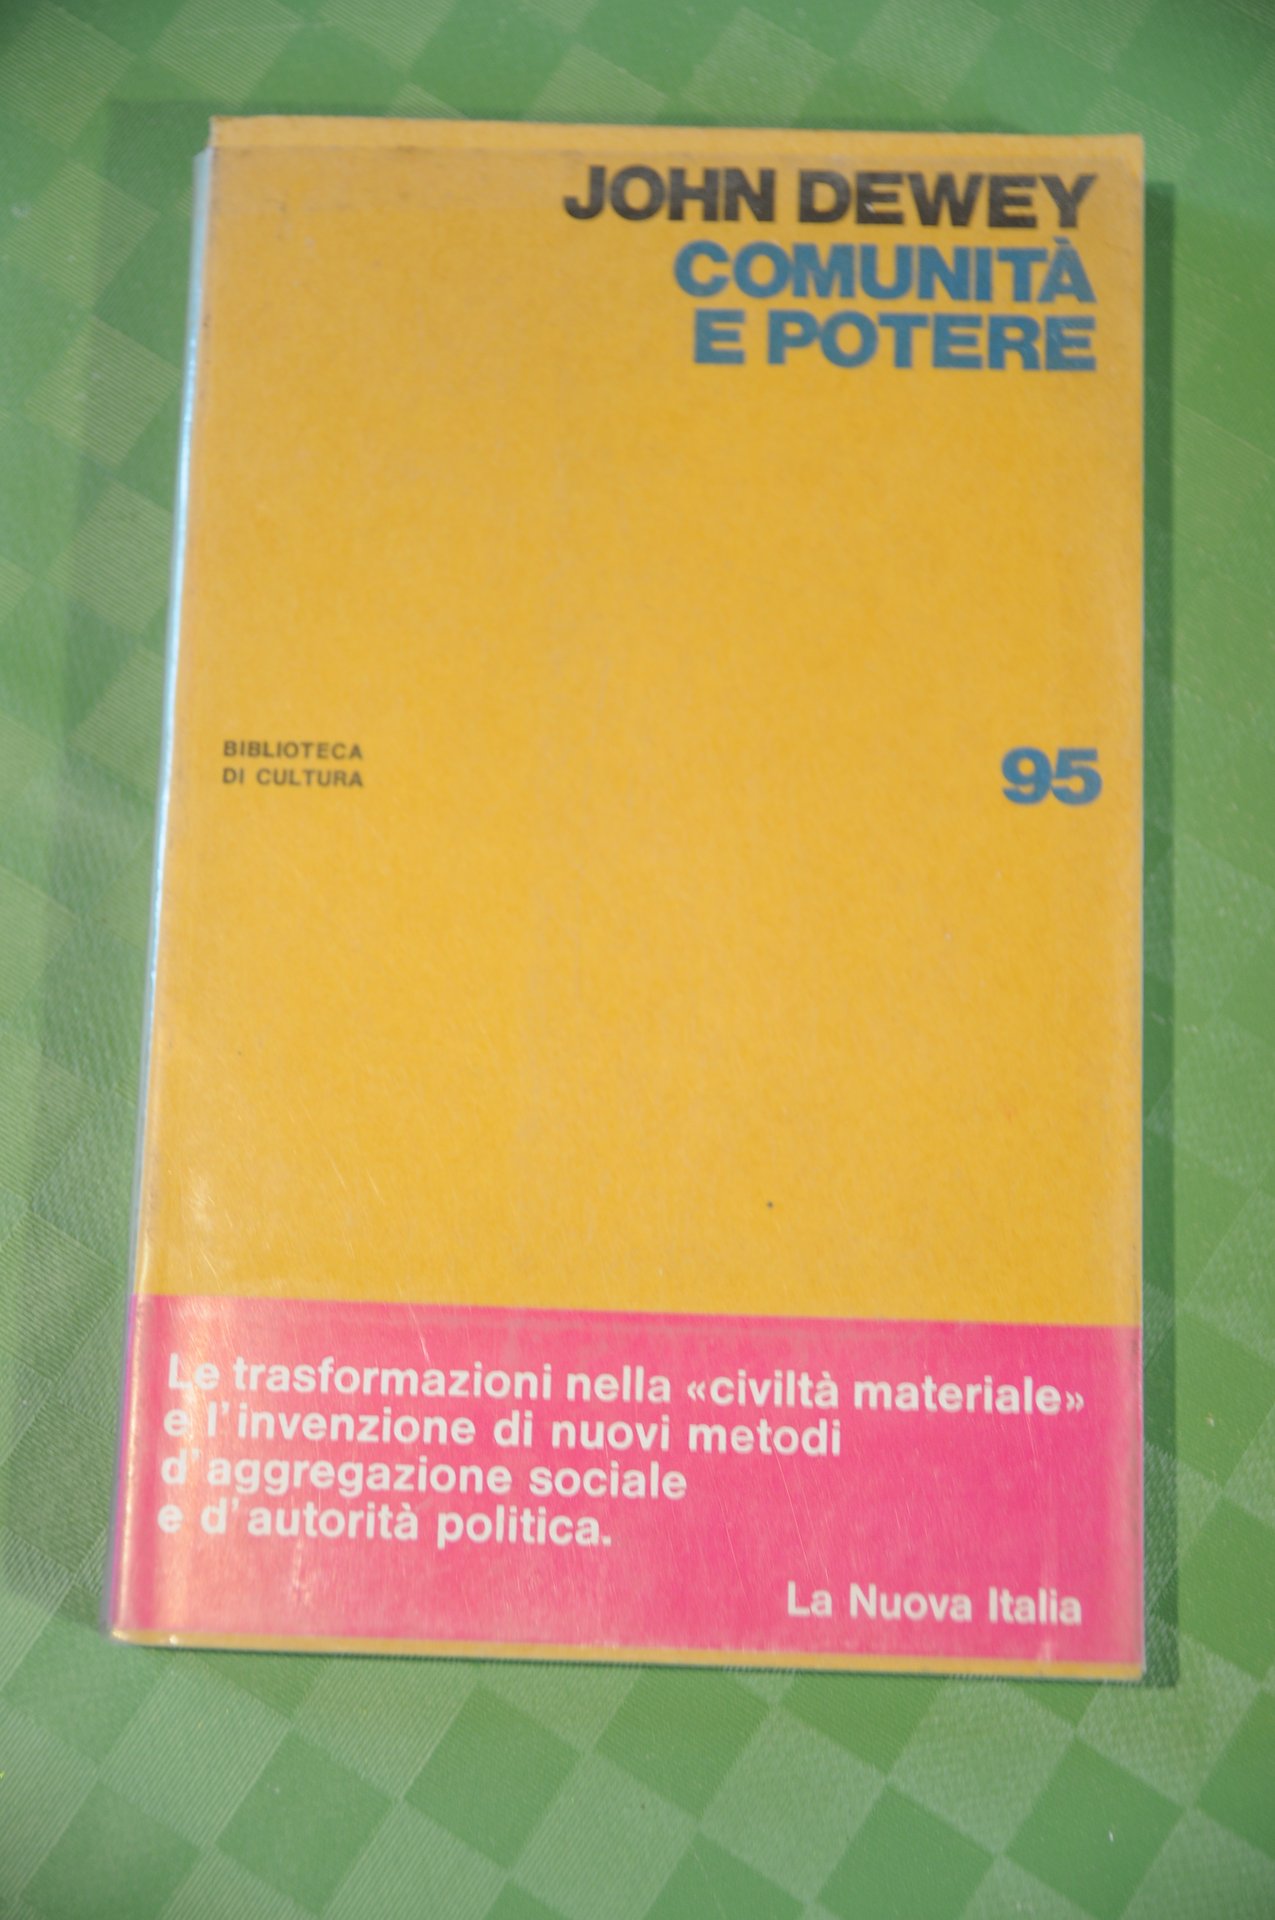 JOHN DEWEY
COMUNITÀ
E POTERE
BIBLIOTECA
DI CULTURA
95
Le trasformazioni nella «civiltà materiale»
e l'invenzione di nuovi metodi
d'aggregazione sociale
e d'autorità politica.
La Nuova Italia